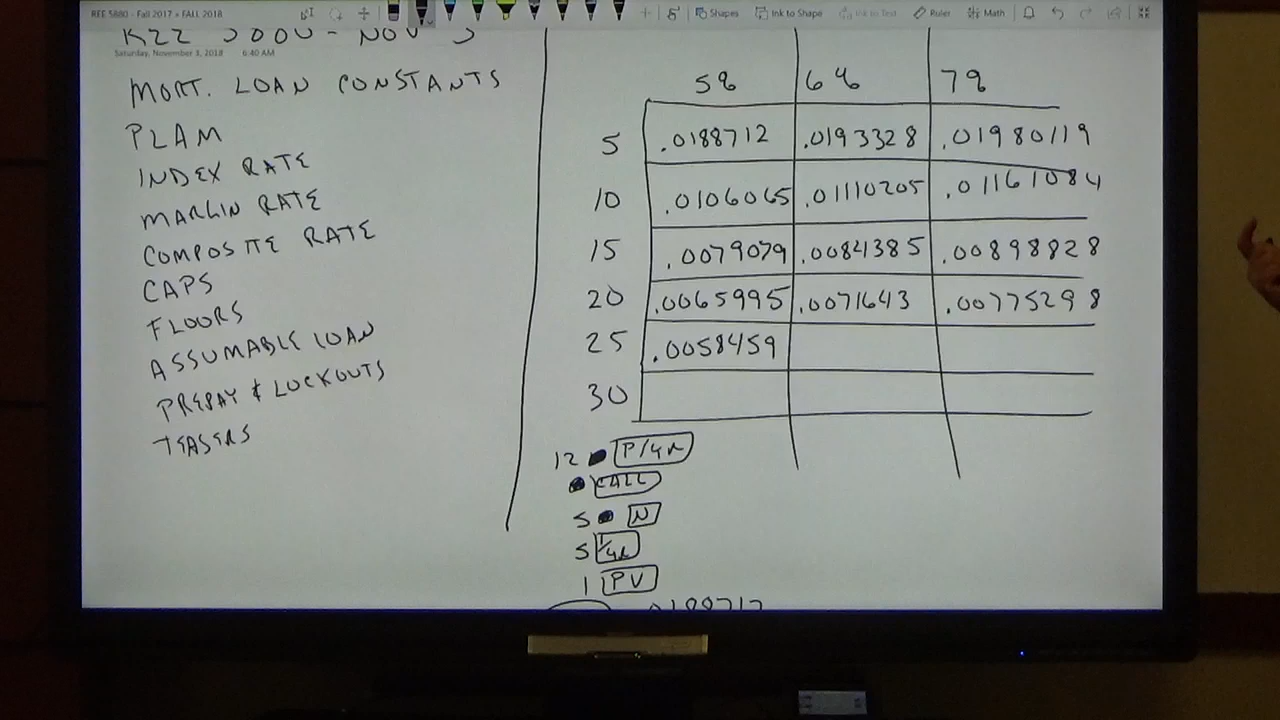 REE 5880 - Fall 2017 » FALL 2018
Shapes Ink to Shape Ink to Text Ruler Math
Saturday, November 3, 2018 6:40 AM
MORT. LOAN CONSTANTS
PLAM
INDEX RATE
MARGIN RATE
COMPOSITE RATE
CAPS
FLOORS
ASSUMABLE LOAN
PREPAY & LOCKOUTS
TEASERS
5% 6% 7%
5 .0188712 .0193328 .01980119
10 .0106065 .01110205 .01161084
15 .0079079 .0084385 .00898828
20 .0065995 .0071643 .00775298
25 .0058459
30
12 P/YR
CALL
5 N
5 I/YR
1 PV
.0188712